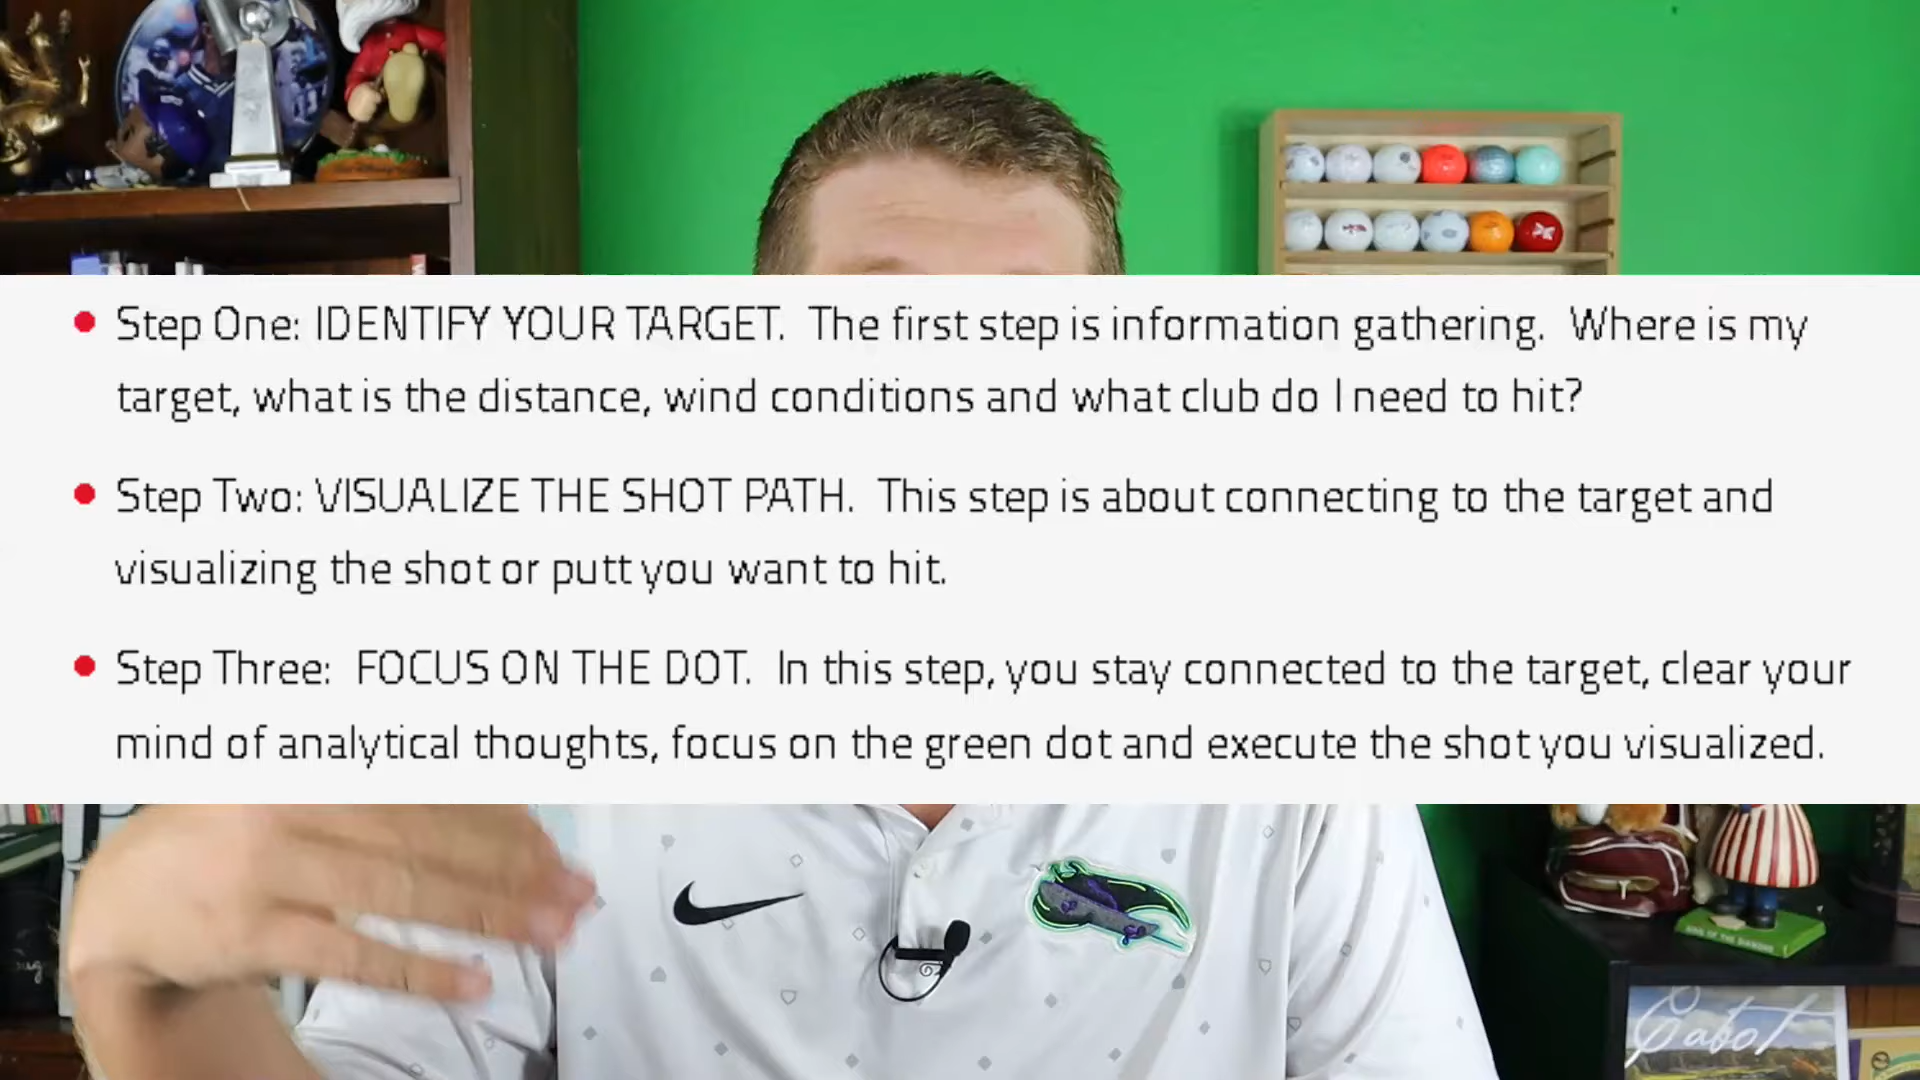 Step One: IDENTIFY YOUR TARGET. The first step is information gathering. Where is my
target, what is the distance, wind conditions and what club do I need to hit?
Step Two: VISUALIZE THE SHOT PATH. This step is about connecting to the target and
visualizing the shot or putt you want to hit.
Step Three: FOCUS ON THE DOT. In this step, you stay connected to the target, clear your
mind of analytical thoughts, focus on the green dot and execute the shot you visualized.
Cabot